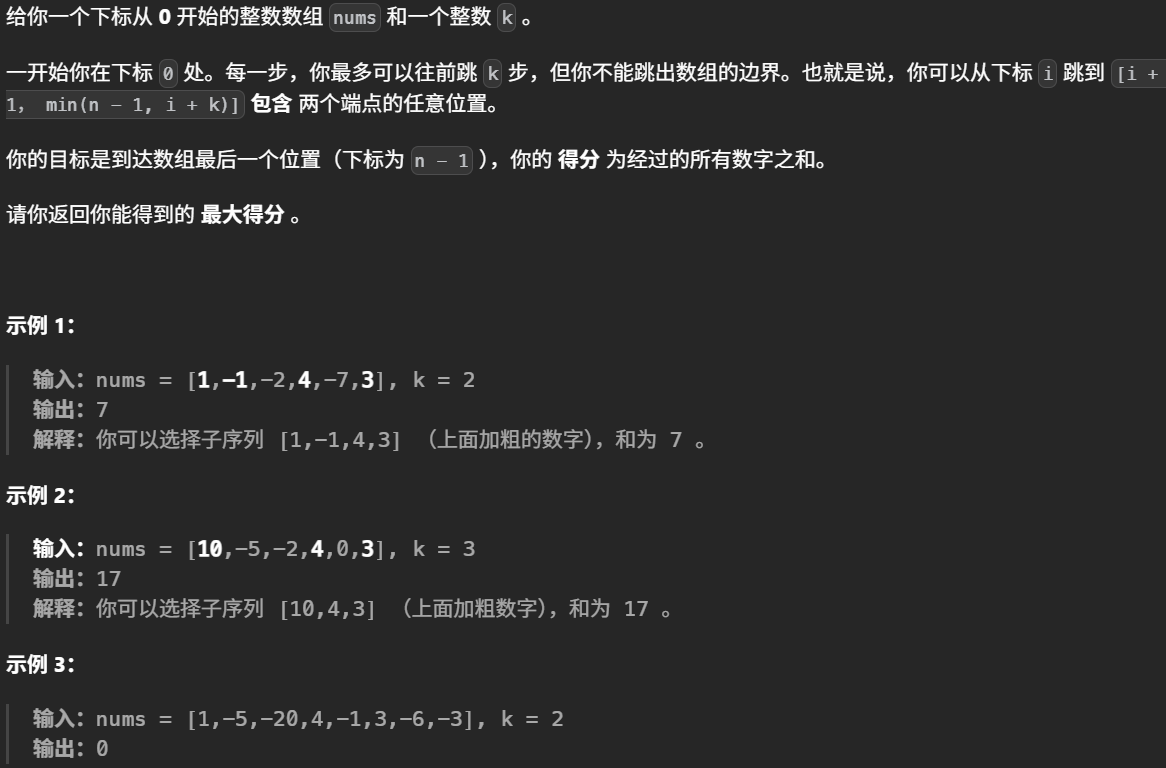 给你一个下标从 0 开始的整数数组 nums 和一个整数 k 。
一开始你在下标 0 处。每一步，你最多可以往前跳 k 步，但你不能跳出数组的边界。也就是说，你可以从下标 i 跳到 [i +
1， min(n − 1, i + k)] 包含 两个端点的任意位置。
你的目标是到达数组最后一个位置（下标为 n − 1 ），你的 得分 为经过的所有数字之和。
请你返回你能得到的 最大得分 。
示例 1：
输入：nums = [1,−1,−2,4,−7,3], k = 2
输出：7
解释：你可以选择子序列 [1,−1,4,3] （上面加粗的数字），和为 7 。
示例 2：
输入：nums = [10,−5,−2,4,0,3], k = 3
输出：17
解释：你可以选择子序列 [10,4,3] （上面加粗数字），和为 17 。
示例 3：
输入：nums = [1,−5,−20,4,−1,3,−6,−3], k = 2
输出：0